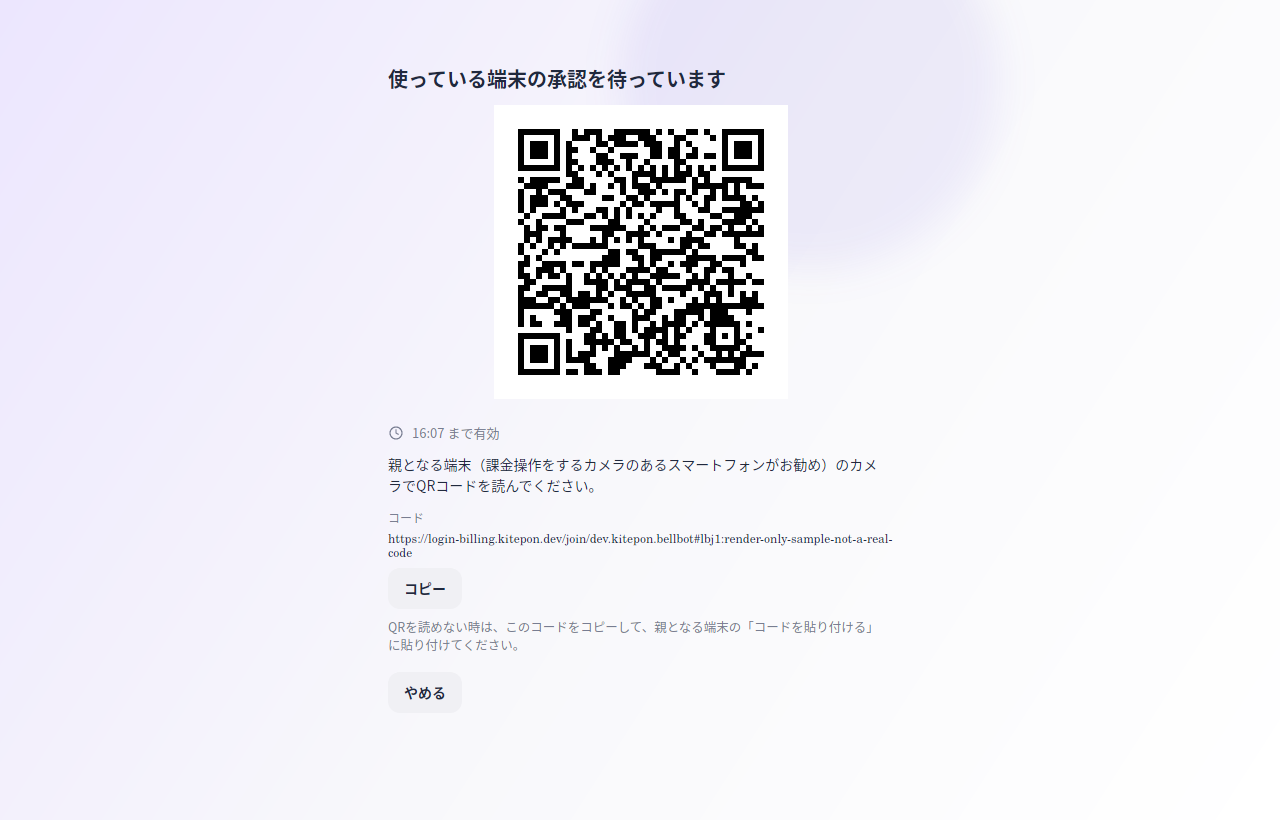 使っている端末の承認を待っています
16:07 まで有効
親となる端末（課金操作をするカメラのあるスマートフォンがお勧め）のカメ
ラでQRコードを読んでください。
コード
https://login-billing.kitepon.dev/join/dev.kitepon.bellbot#lbj1:render-only-sample-not-a-real-
code
コピー
QRを読めない時は、このコードをコピーして、親となる端末の「コードを貼り付ける」
に貼り付けてください。
やめる